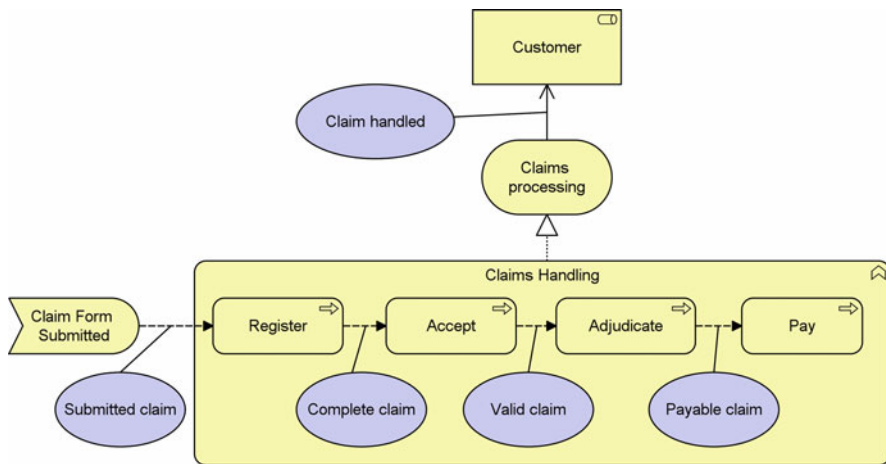 Customer
Claim handled
Claims
processing
Claims Handling
Claim Form
Submitted
Register
Accept
Adjudicate
Pay
Submitted claim
Complete claim
Valid claim
Payable claim